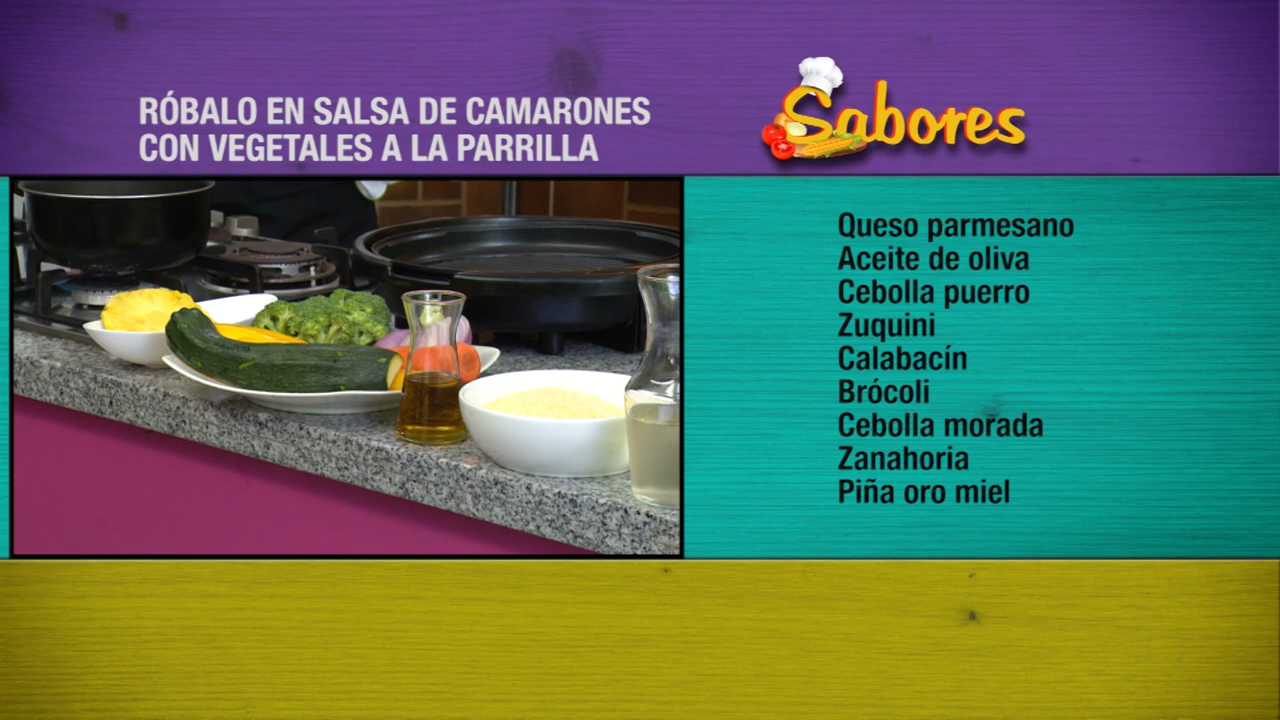 RÓBALO EN SALSA DE CAMARONES
CON VEGETALES A LA PARRILLA
Sabores
Queso parmesano
Aceite de oliva
Cebolla puerro
Zuquini
Calabacín
Brócoli
Cebolla morada
Zanahoria
Piña oro miel